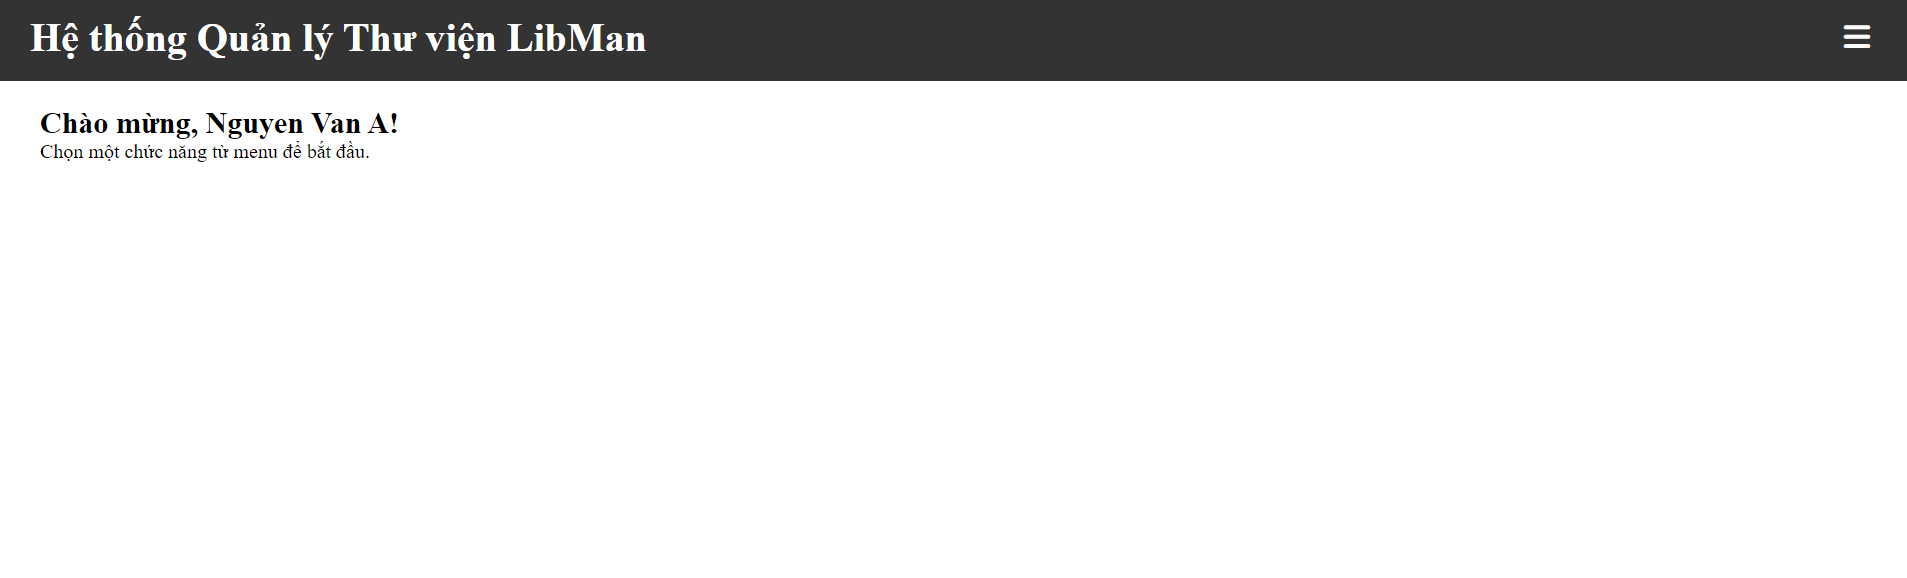 Hệ thống Quản lý Thư viện LibMan
Chào mừng, Nguyen Van A!
Chọn một chức năng từ menu để bắt đầu.